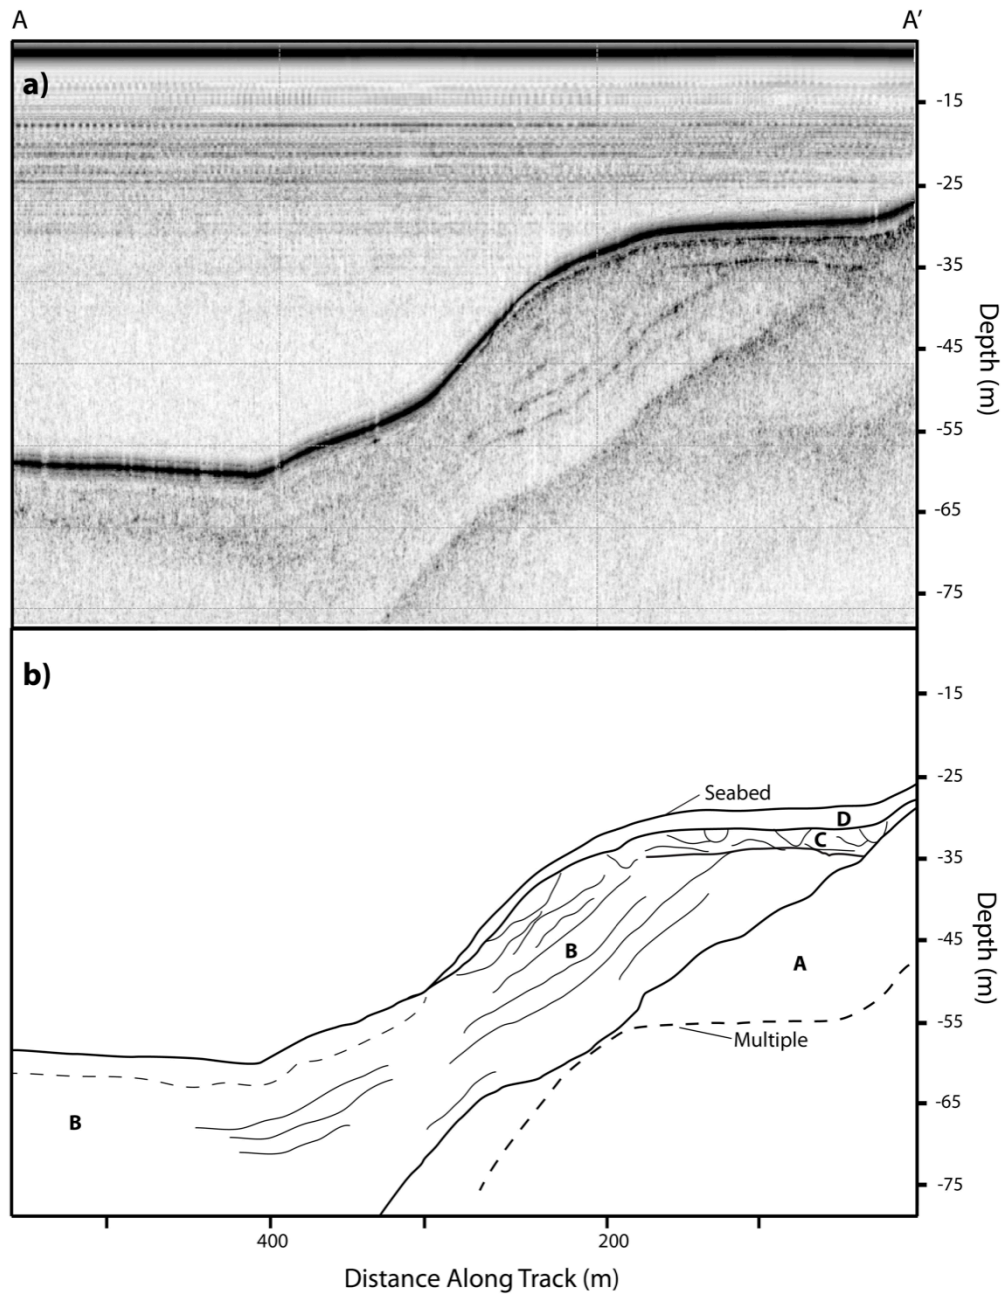 A A’
a)
-15
-25
-35
-45
-55
-65
-75
Depth (m)
b)
-15
-25
-35
-45
-55
-65
-75
Depth (m)
Seabed
D
C
B
A
Multiple
B
400 200
Distance Along Track (m)